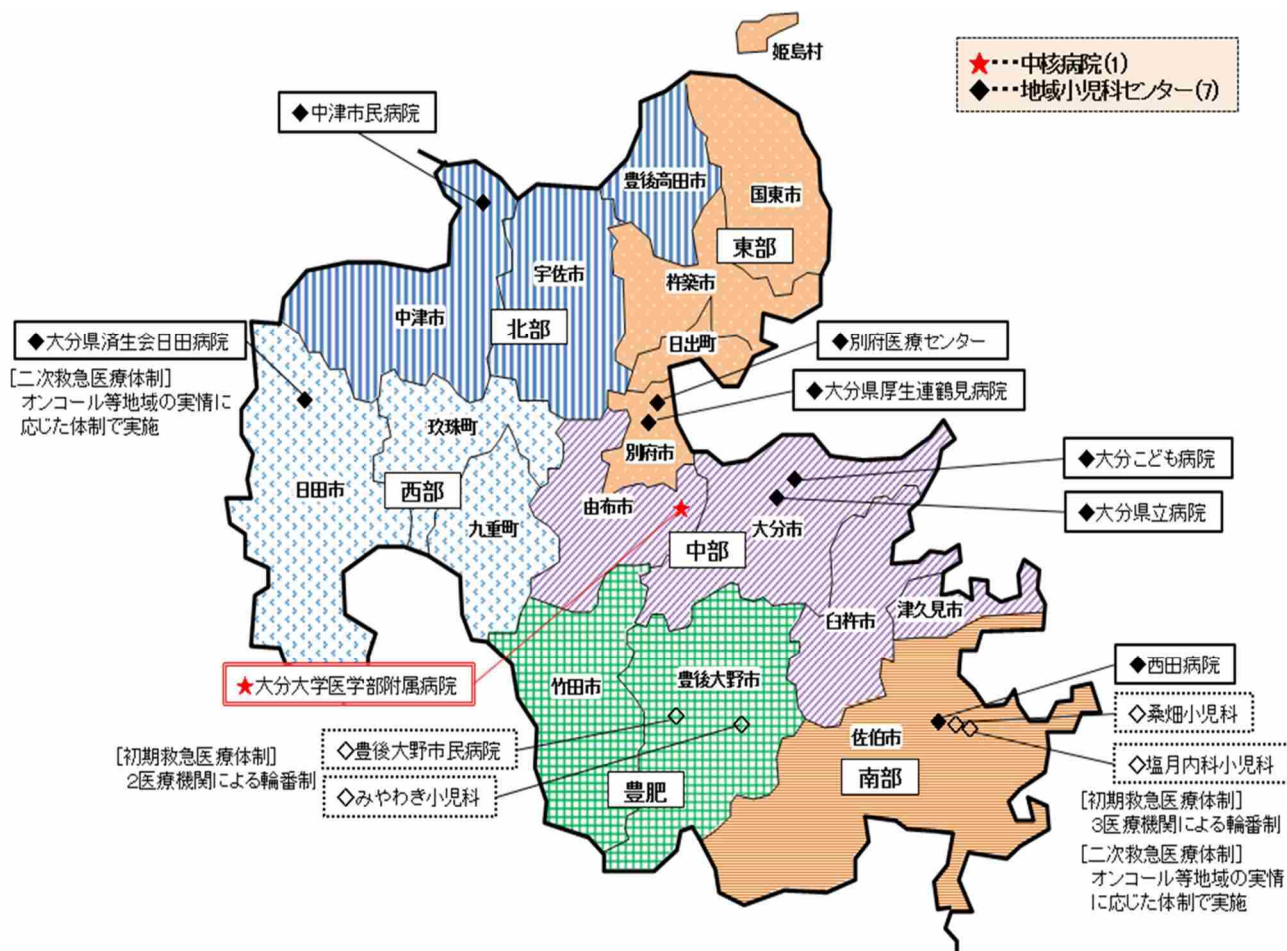 姫島村
★･･･中核病院(1)
◆･･･地域小児科センター(7)
◆中津市民病院
豊後高田市
国東市
東部
宇佐市
杵築市
中津市
北部
日出町
◆大分県済生会日田病院
[二次救急医療体制]
オンコール等地域の実情に
応じた体制で実施
◆別府医療センター
◆大分県厚生連鶴見病院
玖珠町
別府市
◆大分こども病院
日田市
西部
九重町
由布市
大分市
◆大分県立病院
中部
津久見市
臼杵市
★大分大学医学部附属病院
竹田市
豊後大野市
◆西田病院
◇桑畑小児科
佐伯市
◇塩月内科小児科
南部
[初期救急医療体制]
2医療機関による輪番制
◇豊後大野市民病院
◇みやわき小児科
豊肥
[初期救急医療体制]
3医療機関による輪番制
[二次救急医療体制]
オンコール等地域の実情
に応じた体制で実施